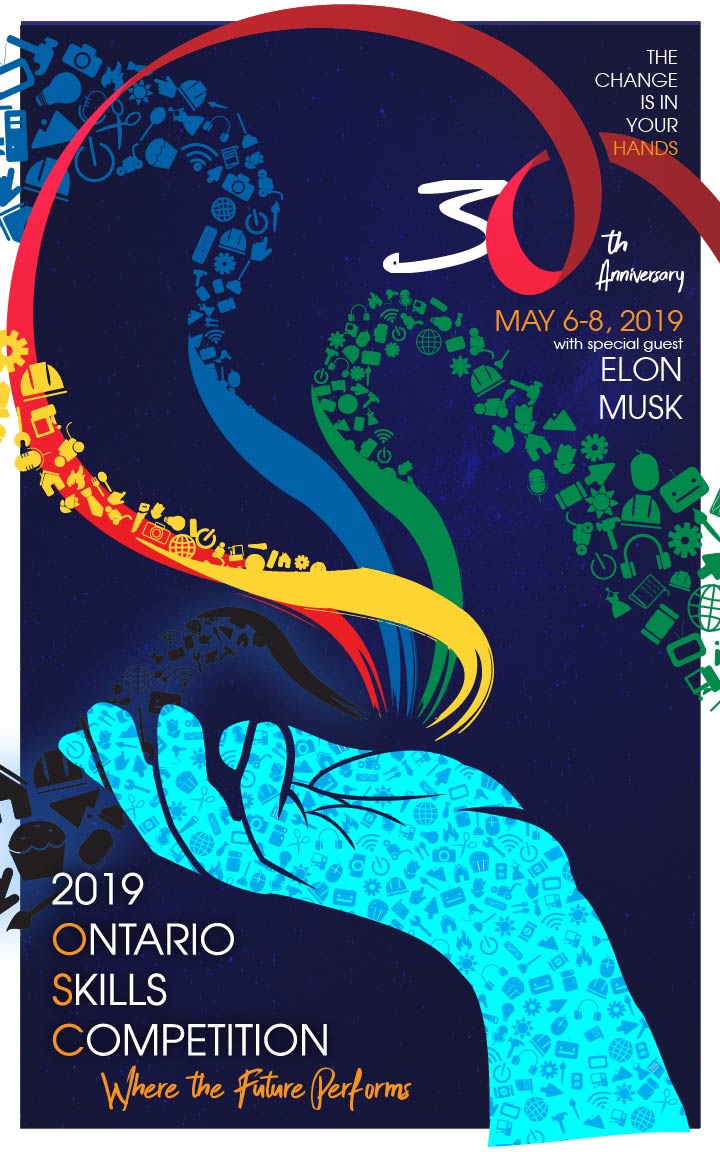 THE
CHANGE
IS IN
YOUR
HANDS
30
th
Anniversary
MAY 6-8, 2019
with special guest
ELON
MUSK
2019
ONTARIO
SKILLS
COMPETITION
Where the Future Performs